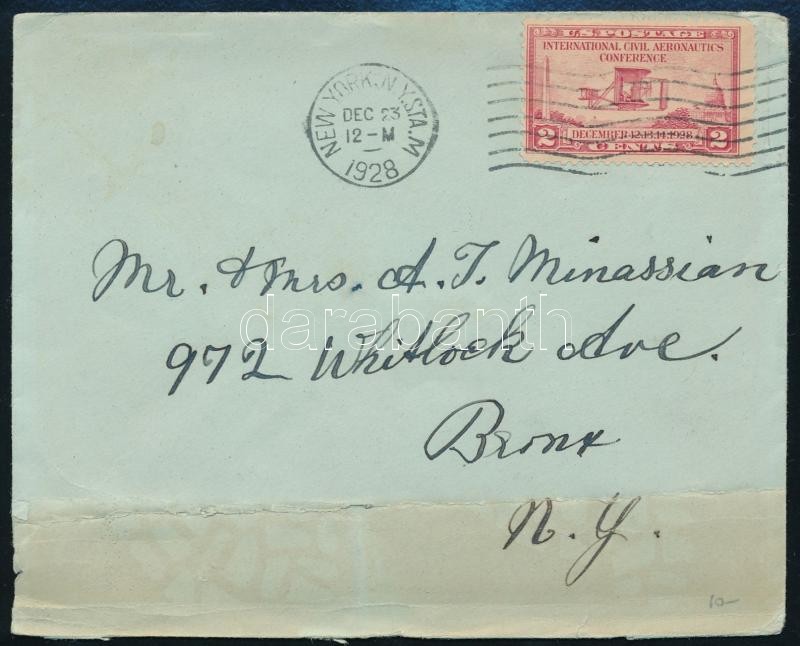 U.S. POSTAGE
INTERNATIONAL CIVIL AERONAUTICS
CONFERENCE
DECEMBER 12.13.14.1928
2 CENTS 2
NEW YORK, N.Y. STA. M
DEC 23
12-M
1928
Mr. & Mrs. A. T. Minassian
darabanth
972 Whitlock Ave.
Bronx
N. Y.
10-